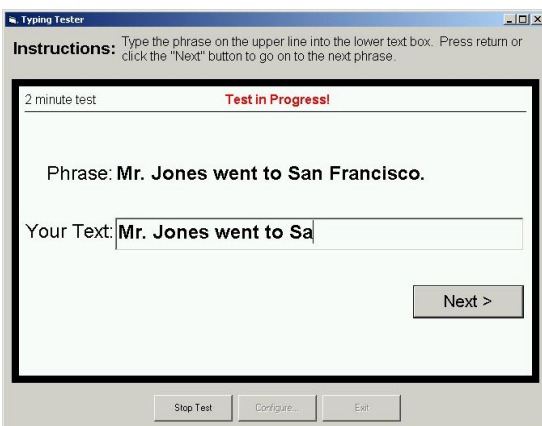 Typing Tester
Instructions: Type the phrase on the upper line into the lower text box. Press return or
click the "Next" button to go on to the next phrase.
2 minute test Test in Progress!
Phrase: Mr. Jones went to San Francisco.
Your Text: Mr. Jones went to Sa
Next >
Stop Test Configure... Exit